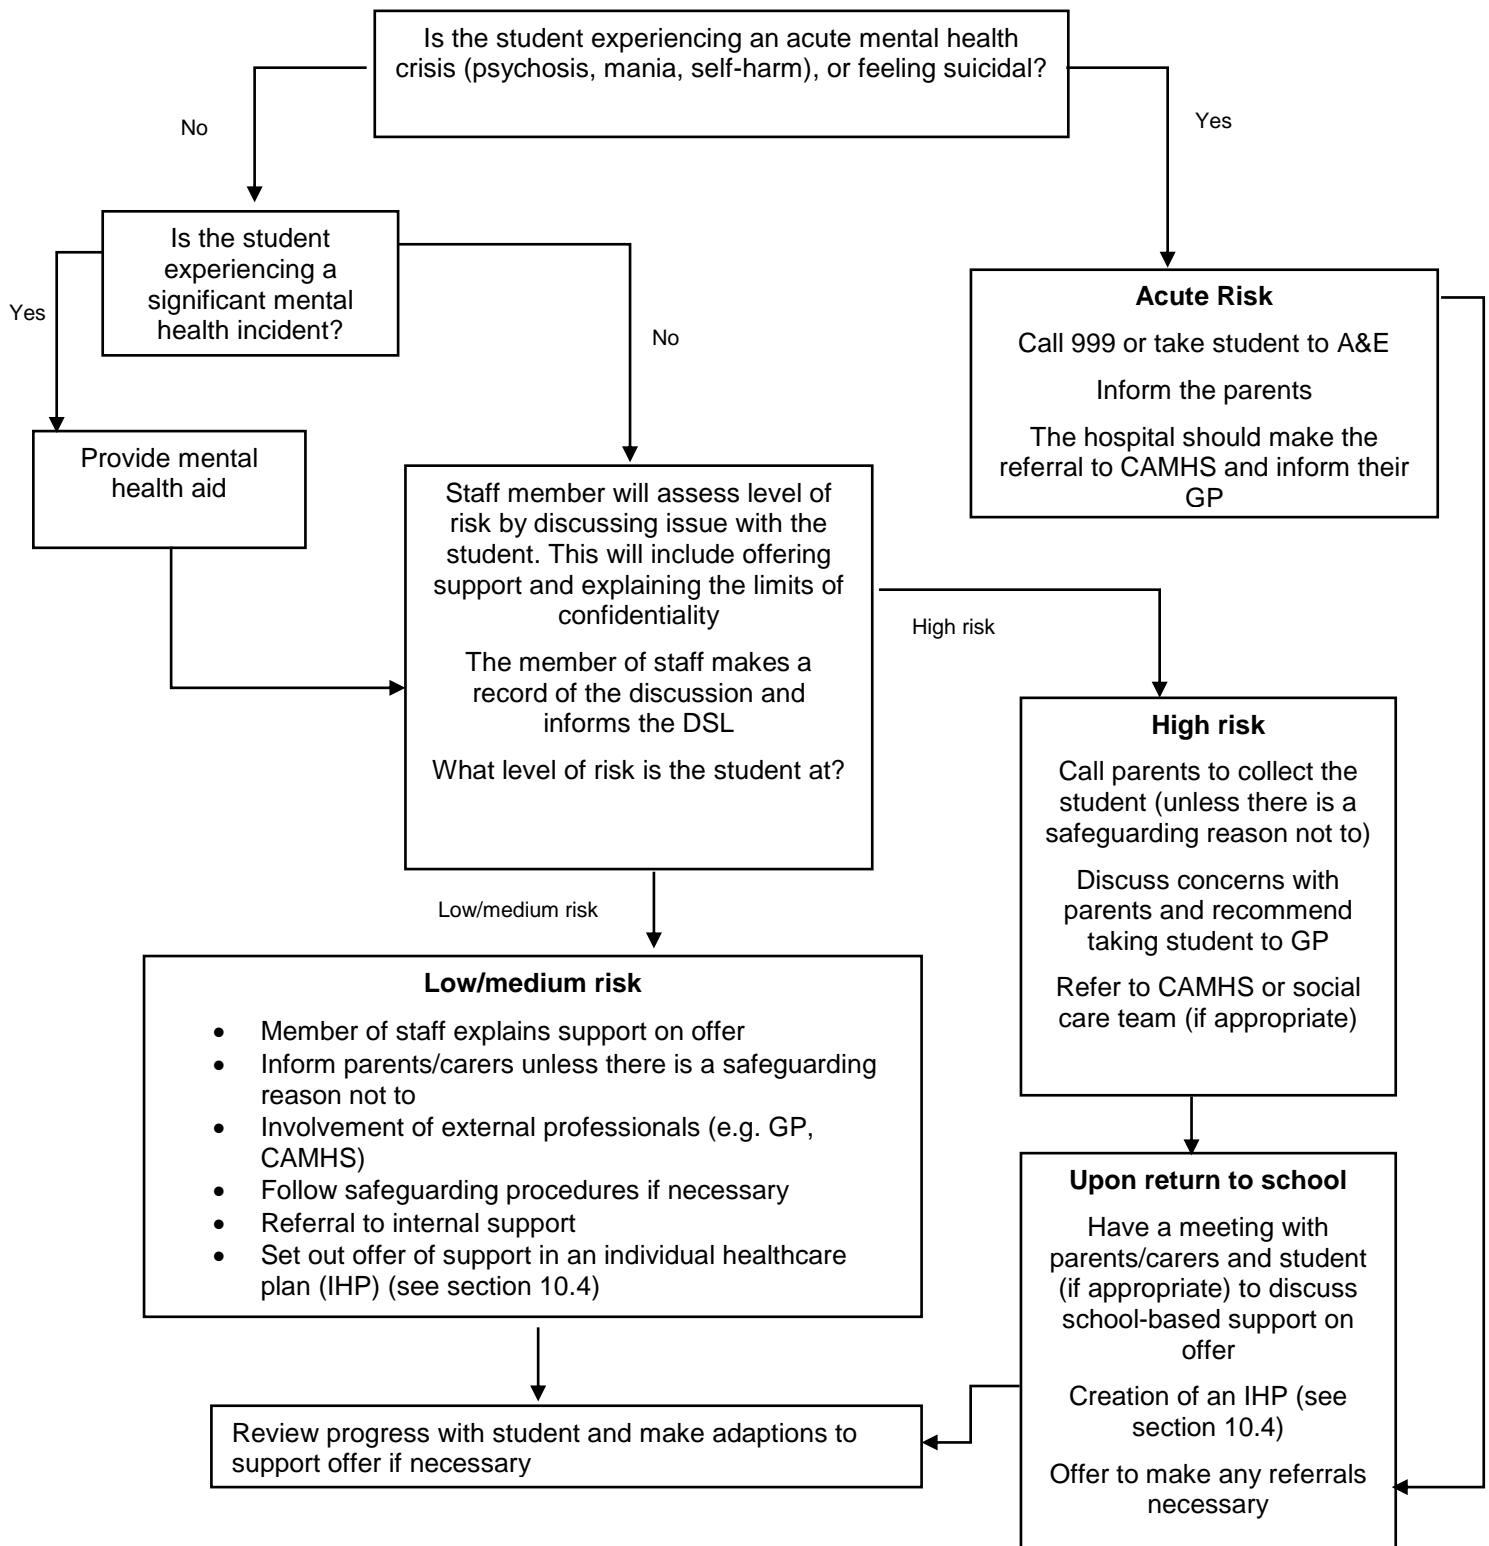 Is the student experiencing an acute mental health
crisis (psychosis, mania, self-harm), or feeling suicidal?
No
Yes
Is the student
experiencing a
significant mental
health incident?
Yes
No
Acute Risk
Call 999 or take student to A&E
Inform the parents
The hospital should make the
referral to CAMHS and inform their
GP
Provide mental
health aid
Staff member will assess level of
risk by discussing issue with the
student. This will include offering
support and explaining the limits of
confidentiality
The member of staff makes a
record of the discussion and
informs the DSL
What level of risk is the student at?
High risk
High risk
Call parents to collect the
student (unless there is a
safeguarding reason not to)
Discuss concerns with
parents and recommend
taking student to GP
Refer to CAMHS or social
care team (if appropriate)
Low/medium risk
Low/medium risk
• Member of staff explains support on offer
• Inform parents/carers unless there is a safeguarding
reason not to
• Involvement of external professionals (e.g. GP,
CAMHS)
• Follow safeguarding procedures if necessary
• Referral to internal support
• Set out offer of support in an individual healthcare
plan (IHP) (see section 10.4)
Upon return to school
Have a meeting with
parents/carers and student
(if appropriate) to discuss
school-based support on
offer
Creation of an IHP (see
section 10.4)
Offer to make any referrals
necessary
Review progress with student and make adaptions to
support offer if necessary